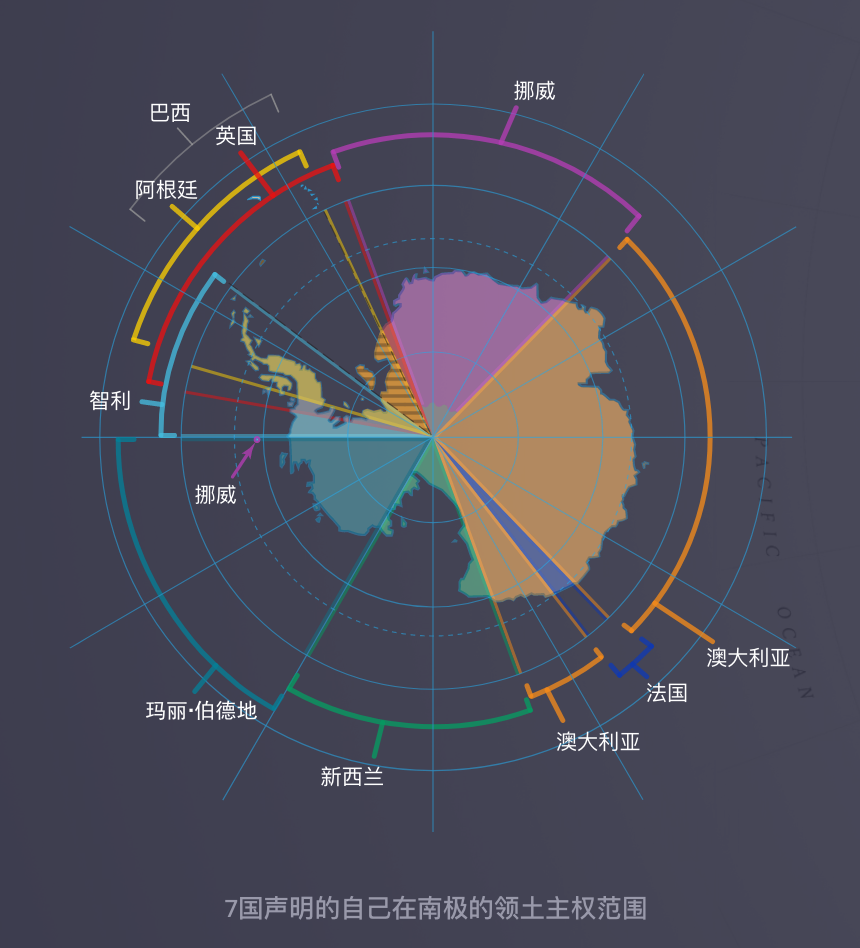 挪威
巴西
英国
阿根廷
智利
挪威
PACIFIC
OCEAN
澳大利亚
法国
玛丽·伯德地
澳大利亚
新西兰
7国声明的自己在南极的领土主权范围